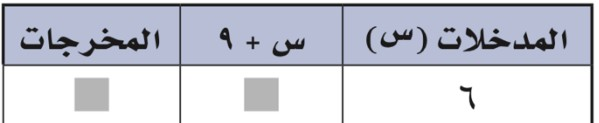 المدخلات (س) س + ٩ المخرجات
٦